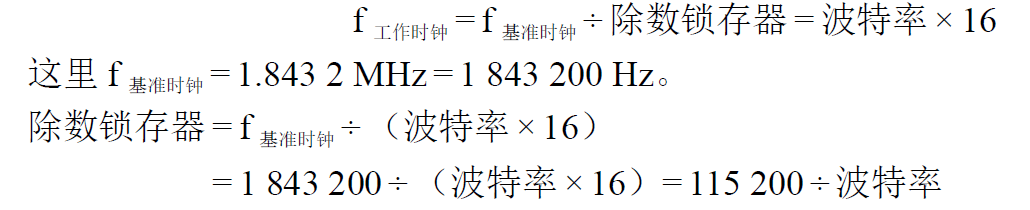 f 工作时钟＝f 基准时钟÷除数锁存器＝波特率×16
这里 f 基准时钟＝1.843 2 MHz＝1 843 200 Hz。
除数锁存器＝f 基准时钟÷（波特率×16）
＝1 843 200÷（波特率×16）＝115 200÷波特率